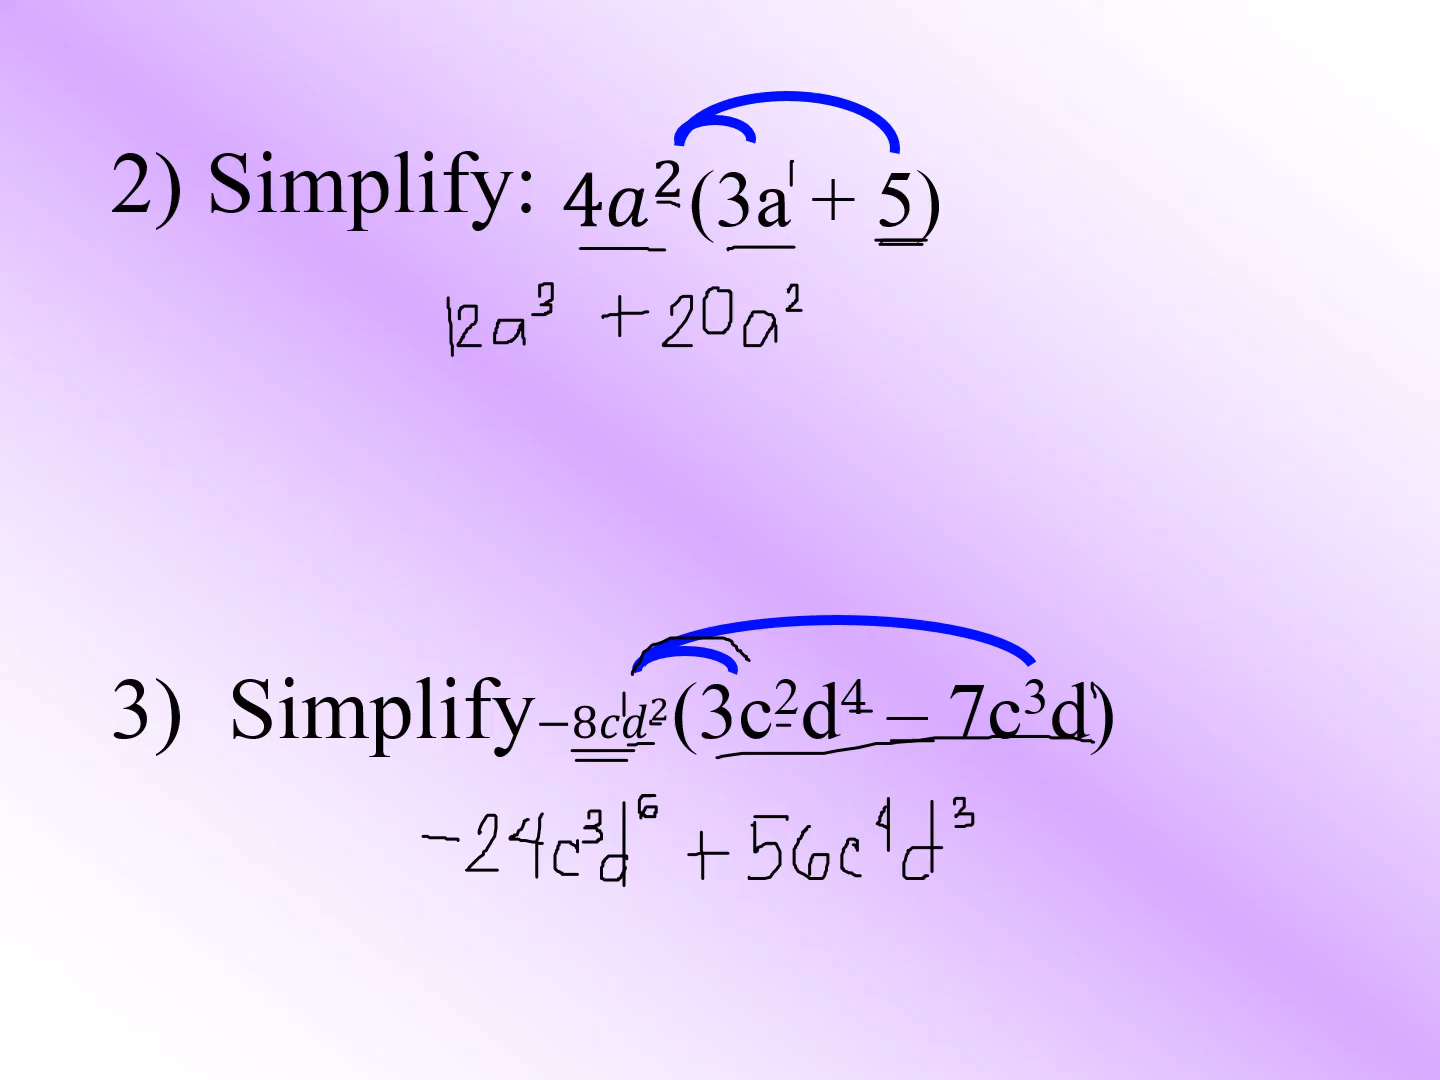 2) Simplify: 4a²(3a¹ + 5)
12a³ + 20a²
3) Simplify −8c¹d²(3c²d⁴ − 7c³d¹)
−24c³d⁶ + 56c⁴d³